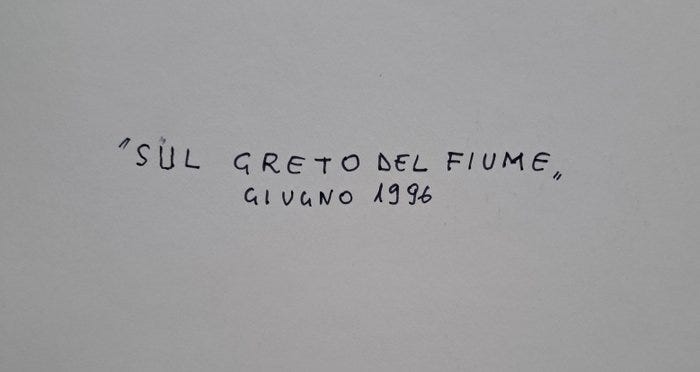 "SUL GRETO DEL FIUME„
GIUGNO 1996